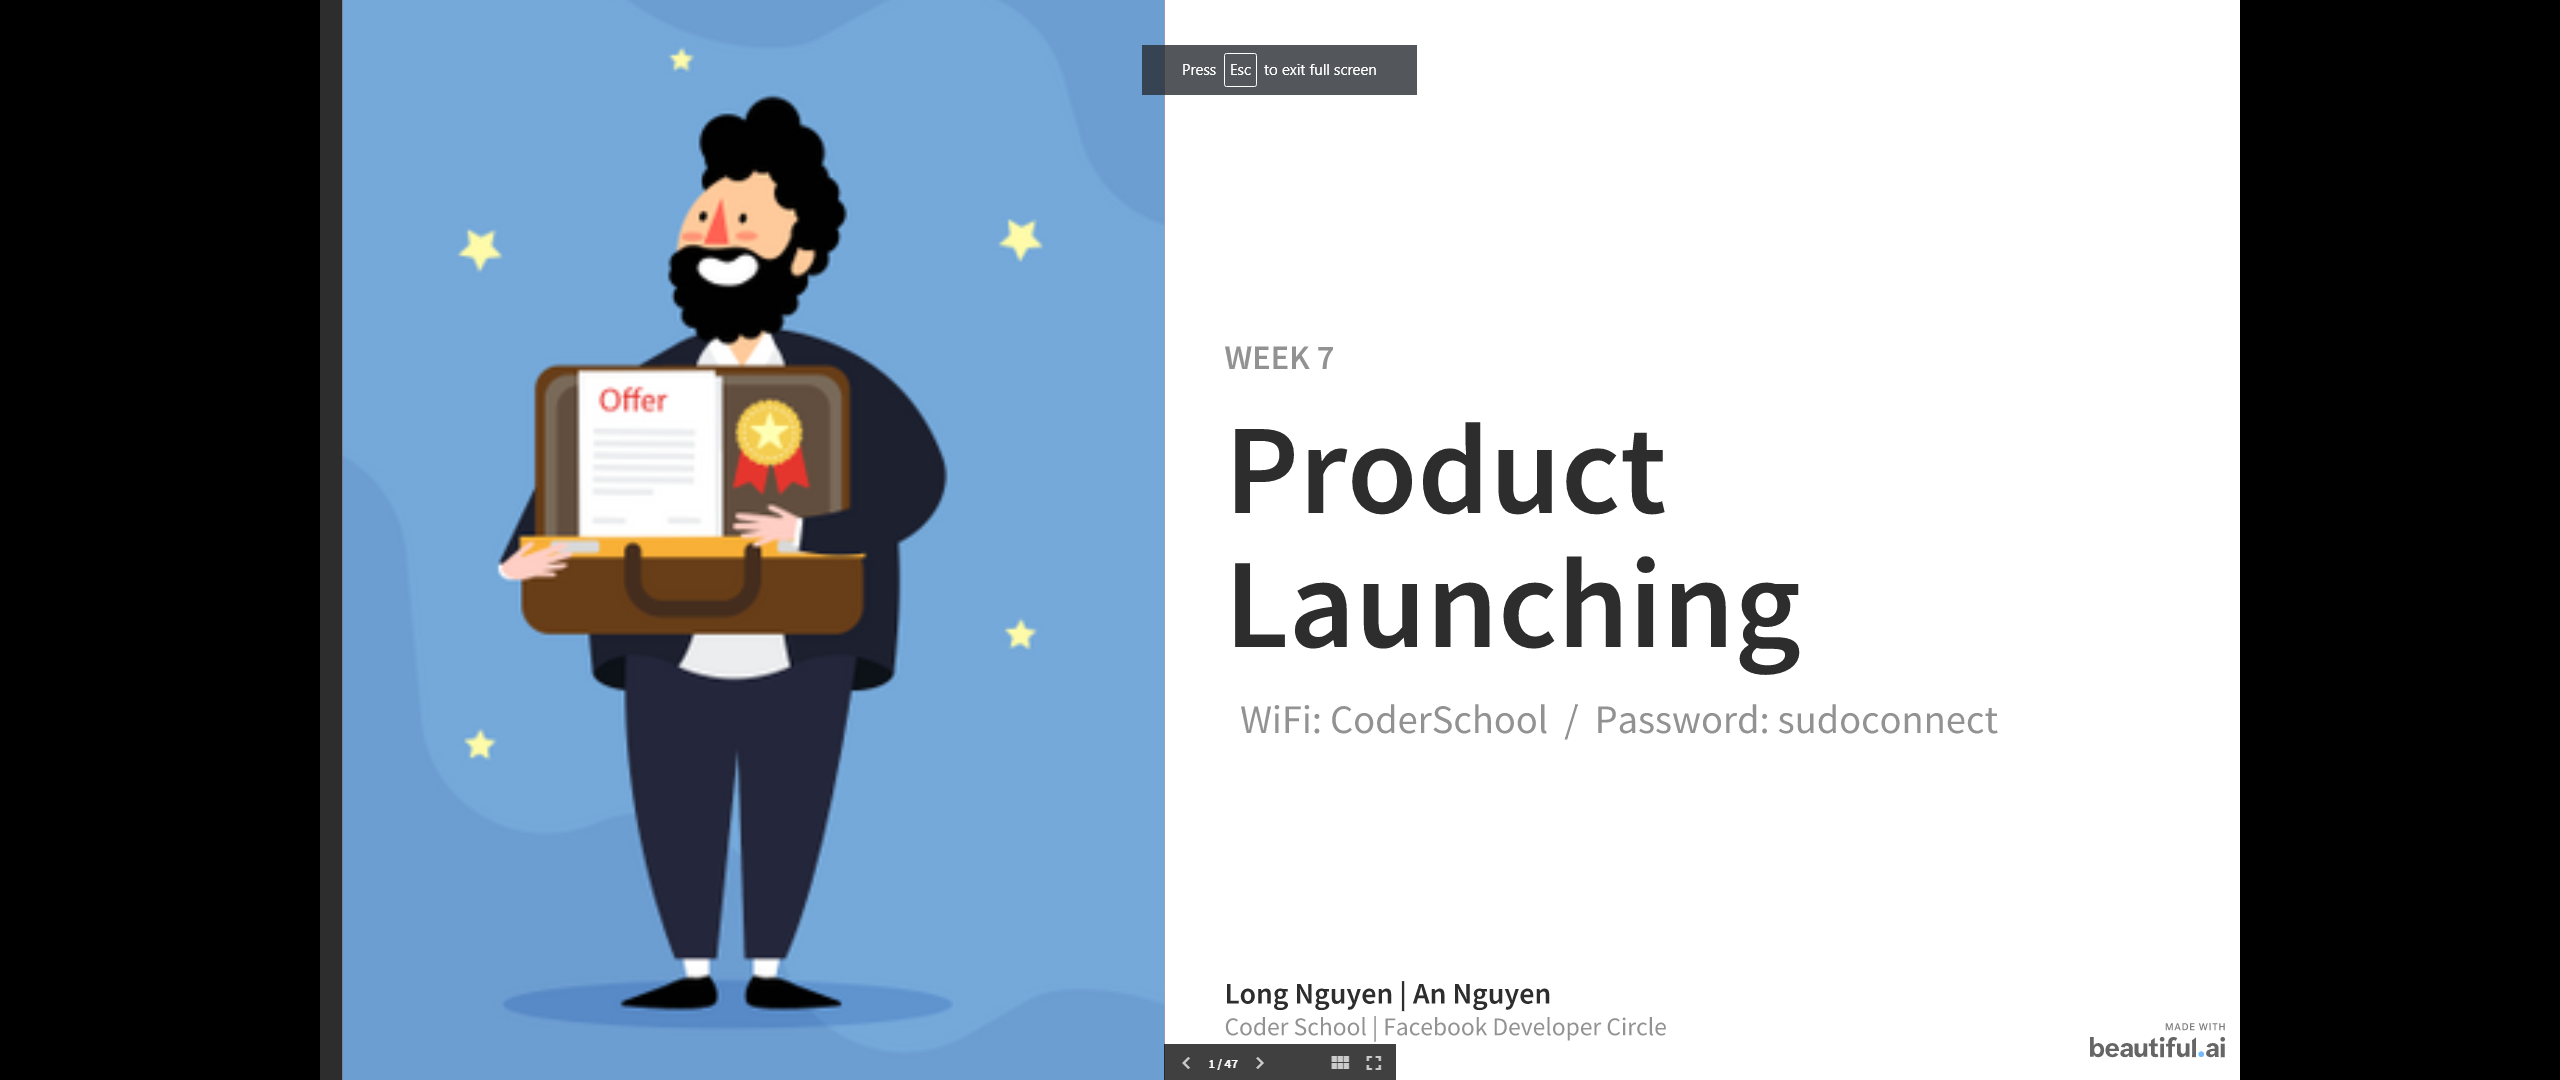 Press Esc to exit full screen
Offer
WEEK 7
Product
Launching
WiFi: CoderSchool / Password: sudoconnect
Long Nguyen | An Nguyen
Coder School | Facebook Developer Circle
1 / 47
MADE WITH
beautiful.ai